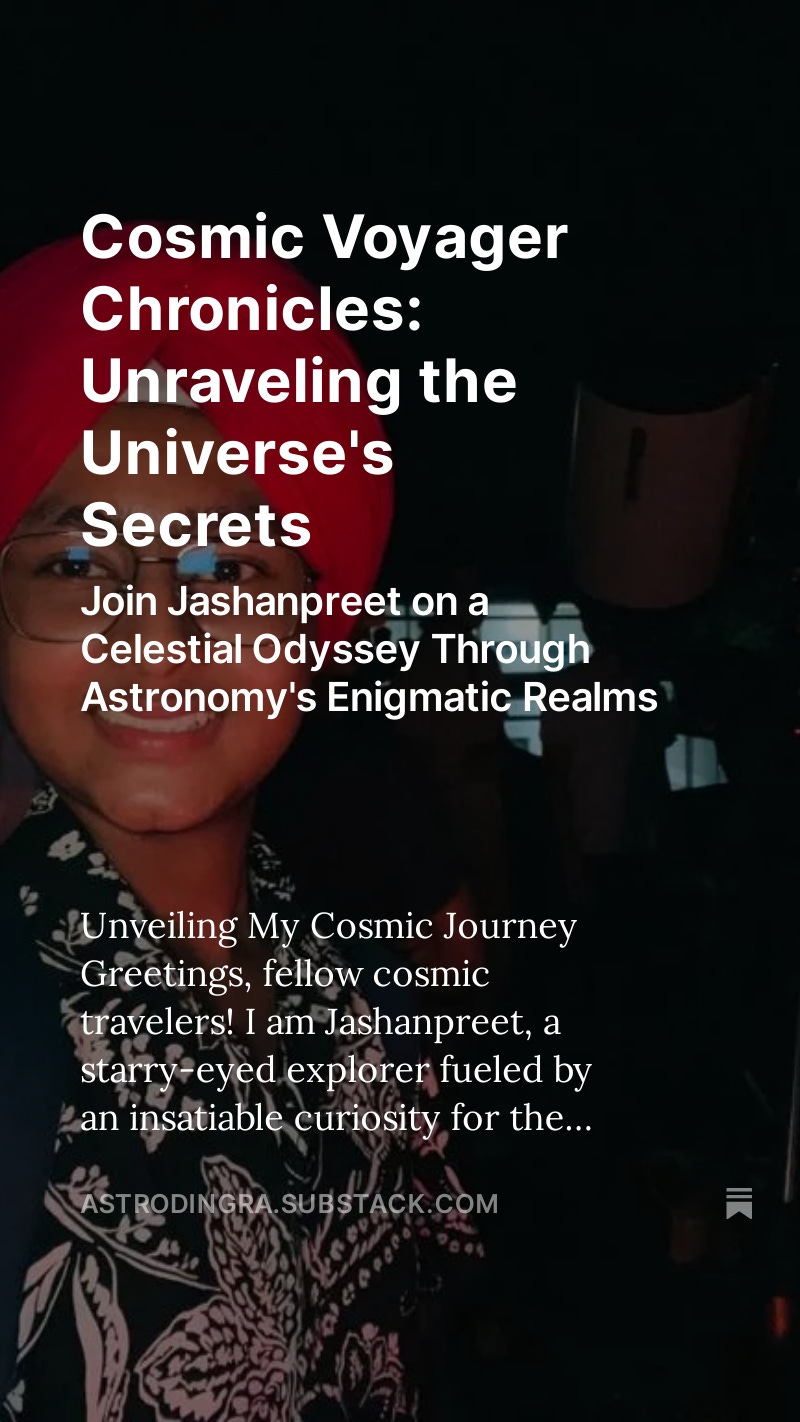 Cosmic Voyager
Chronicles:
Unraveling the
Universe's
Secrets
Join Jashanpreet on a
Celestial Odyssey Through
Astronomy's Enigmatic Realms
Unveiling My Cosmic Journey
Greetings, fellow cosmic
travelers! I am Jashanpreet, a
starry-eyed explorer fueled by
an insatiable curiosity for the...
ASTRODINGRA.SUBSTACK.COM